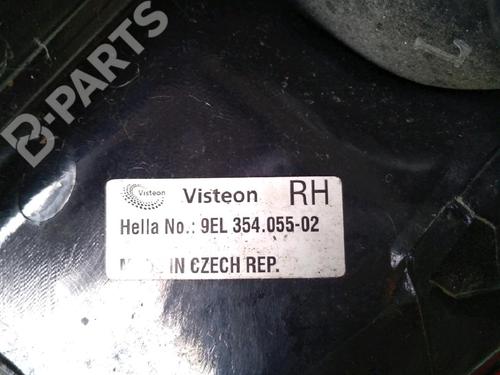 B-PARTS
Visteon
Visteon RH
Hella No.: 9EL 354.055-02
IN CZECH REP.